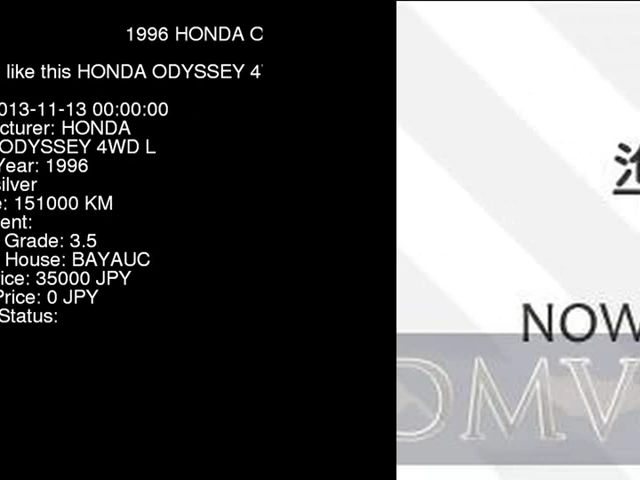 1996 HONDA O
like this HONDA ODYSSEY 4
013-11-13 00:00:00
cturer: HONDA
ODYSSEY 4WD L
Year: 1996
silver
e: 151000 KM
ent:
Grade: 3.5
House: BAYAUC
ice: 35000 JPY
Price: 0 JPY
Status:
NOW
DMV